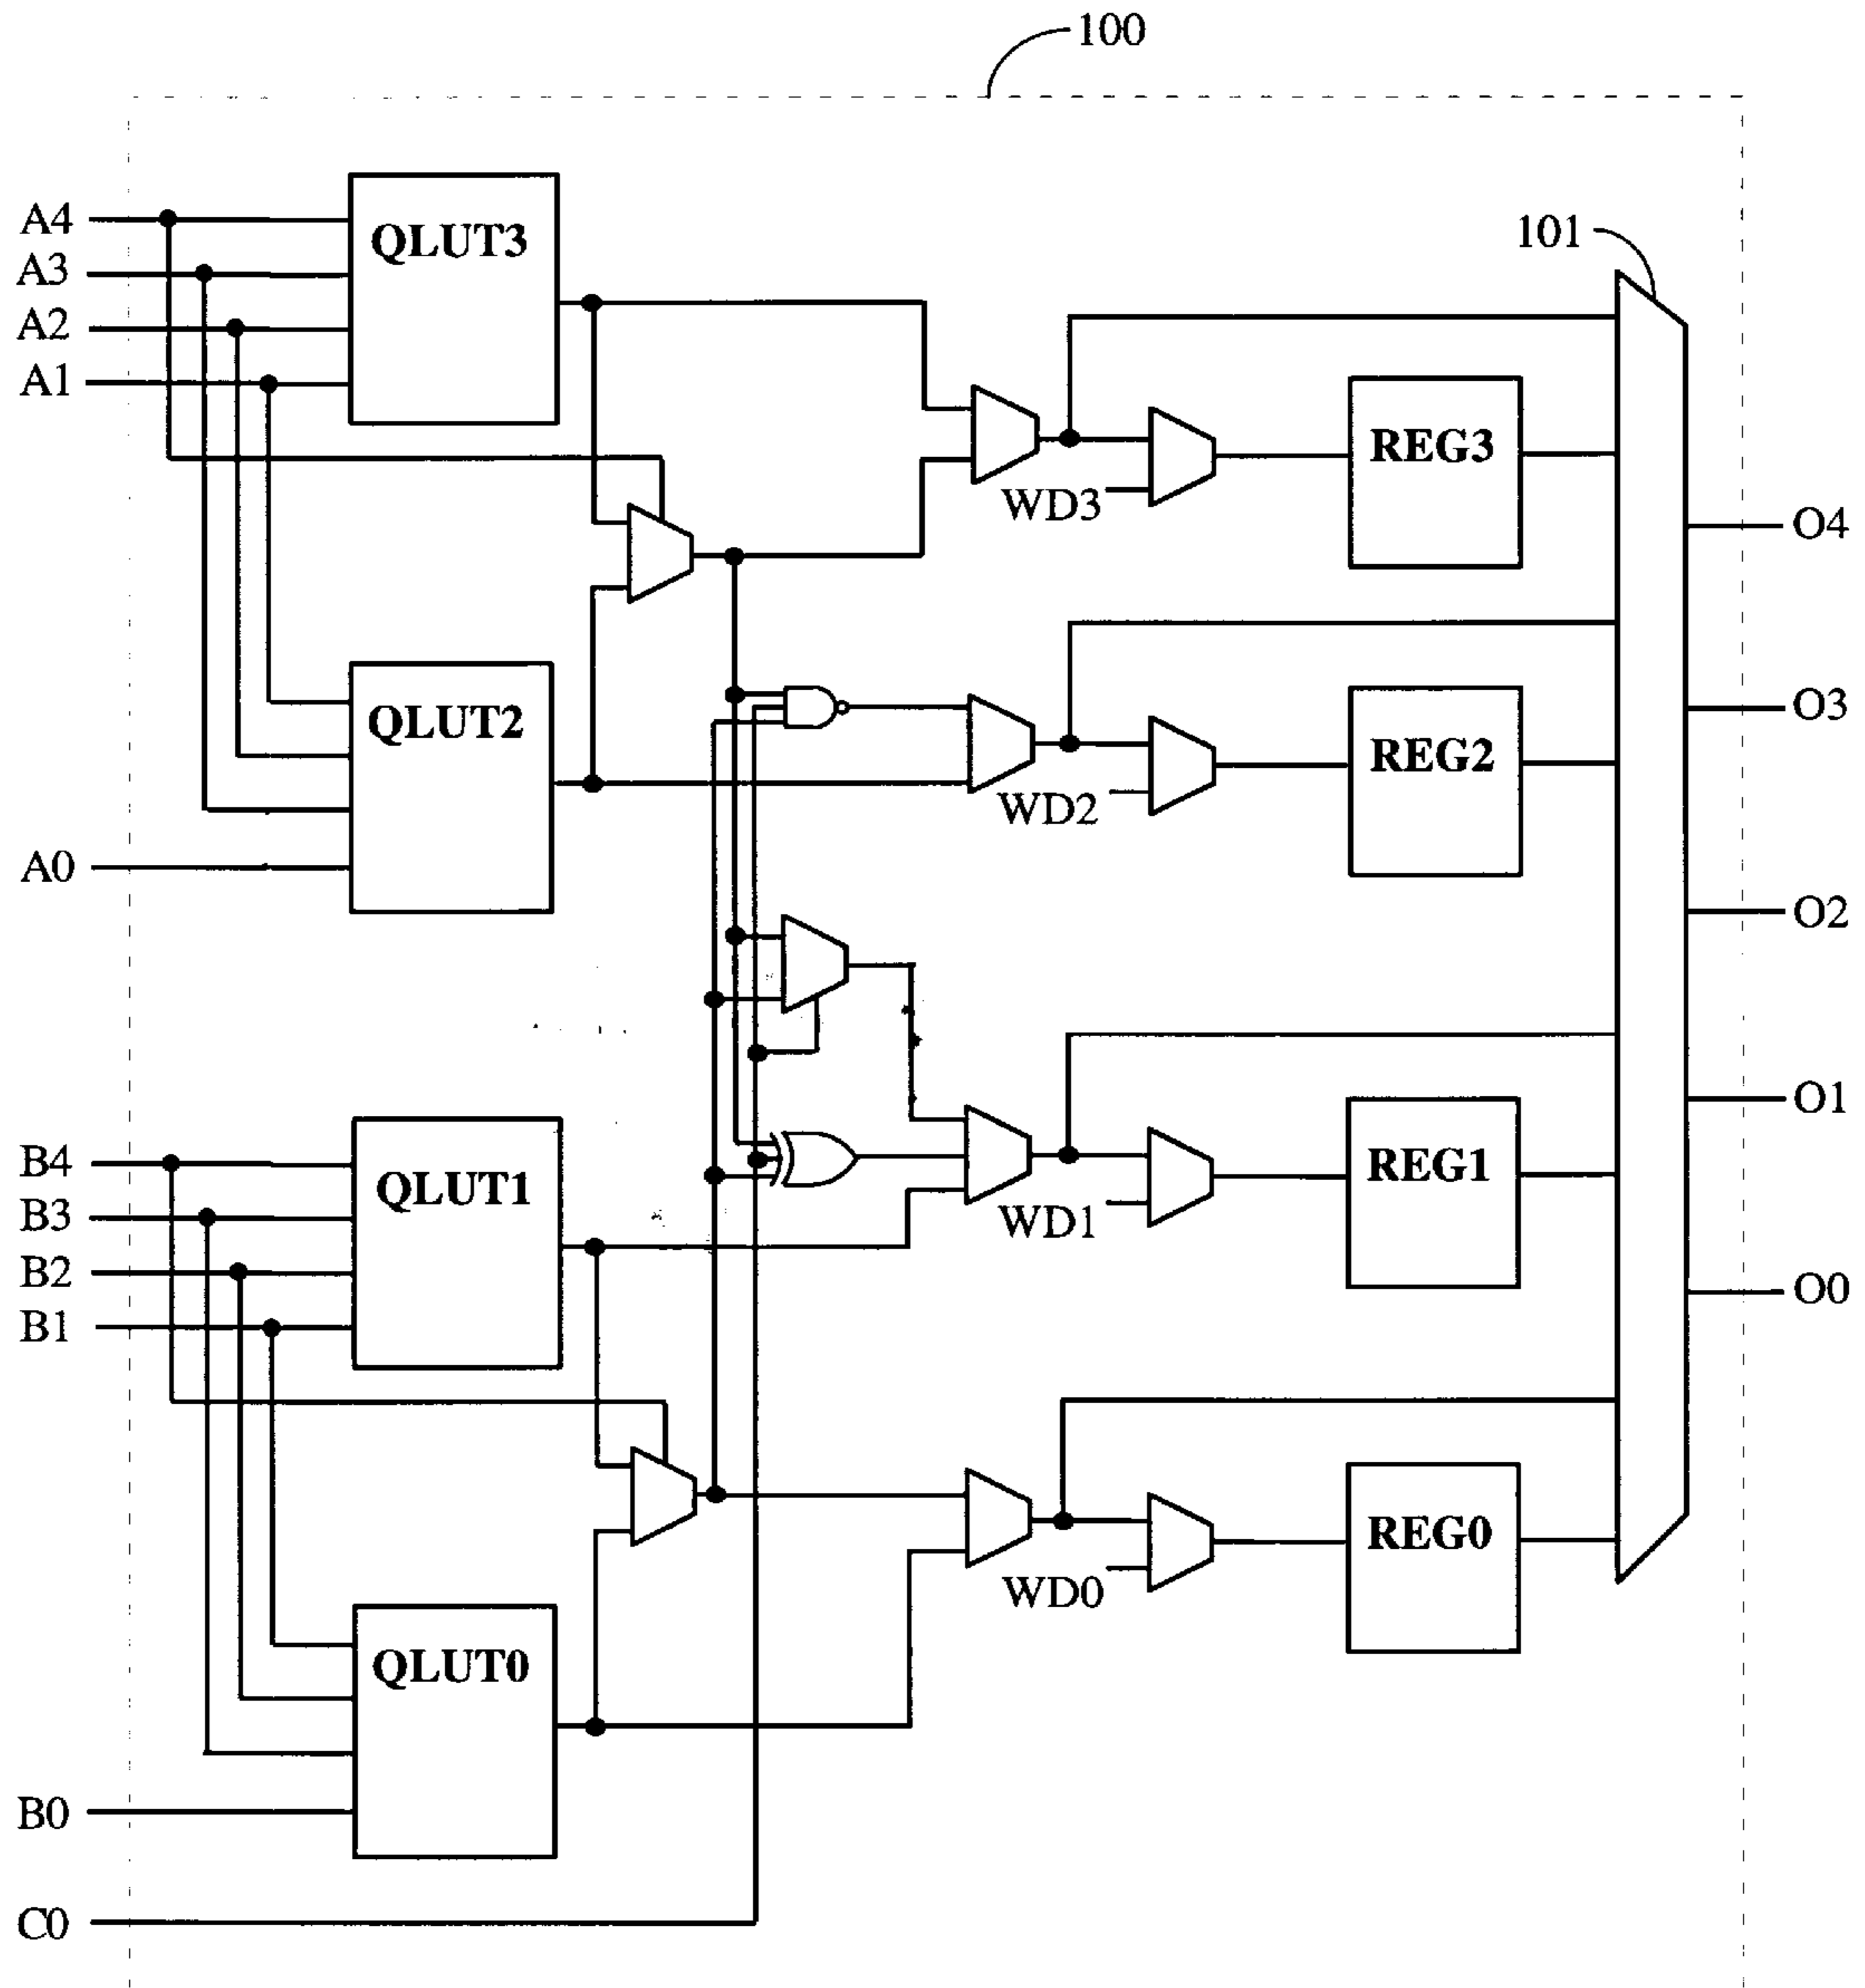 100
101
A4
QLUT3
A3
A2
A1
REG3
WD3
O4
QLUT2
O3
REG2
WD2
A0
O2
O1
B4
QLUT1
REG1
B3
WD1
B2
O0
B1
REG0
WD0
QLUT0
B0
C0